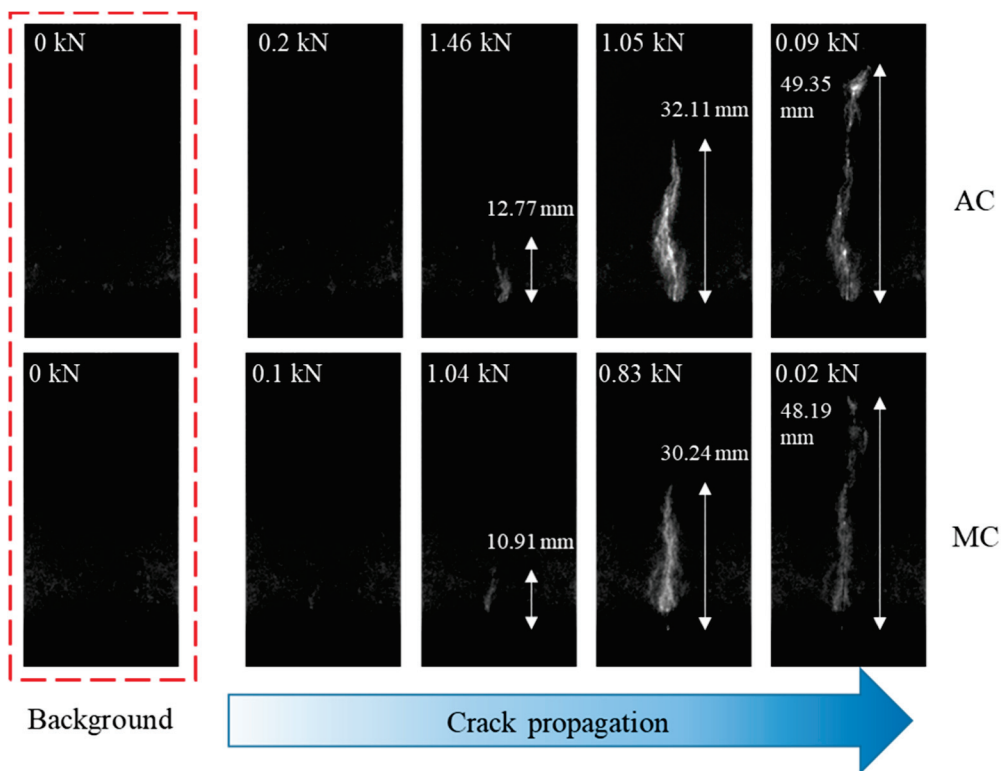 0 kN
0.2 kN
1.46 kN
1.05 kN
0.09 kN
12.77 mm
32.11 mm
49.35
mm
AC
0 kN
0.1 kN
1.04 kN
0.83 kN
0.02 kN
10.91 mm
30.24 mm
48.19
mm
MC
Background
Crack propagation